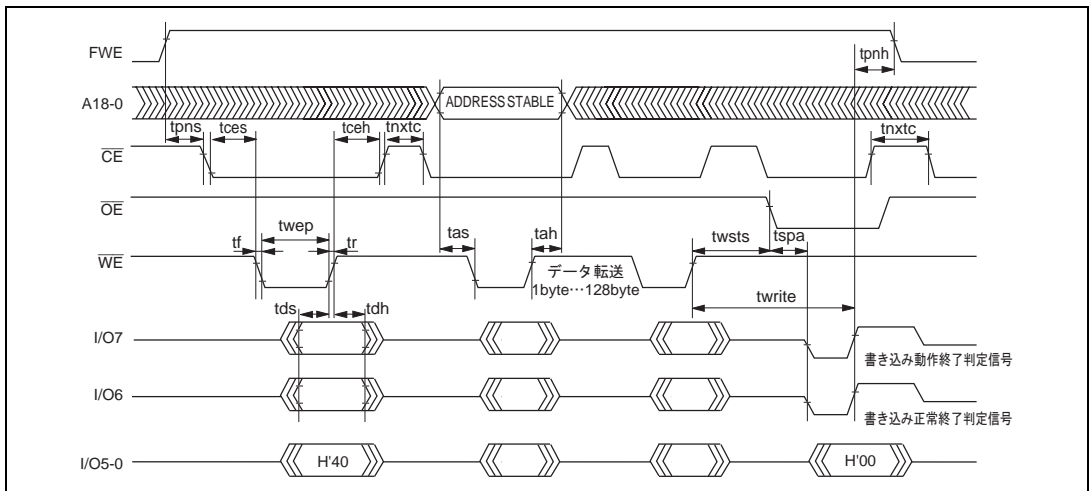 FWE
tpnh
A18-0
ADDRESS STABLE
tpns
tces
tceh
tnxtc
tnxtc
CE
OE
twep
tf
tr
tas
tah
twsts
tspa
WE
データ転送
1byte…128byte
twrite
tds
tdh
I/O7
書き込み動作終了判定信号
I/O6
書き込み正常終了判定信号
I/O5-0
H'40
H'00